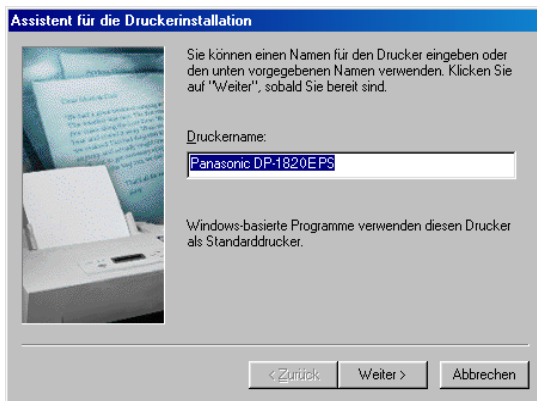 Assistent für die Druckerinstallation
Sie können einen Namen für den Drucker eingeben oder
den unten vorgegebenen Namen verwenden. Klicken Sie
auf "Weiter", sobald Sie bereit sind.
Druckername:
Panasonic DP-1820E PS
Windows-basierte Programme verwenden diesen Drucker
als Standarddrucker.
< Zurück
Weiter >
Abbrechen